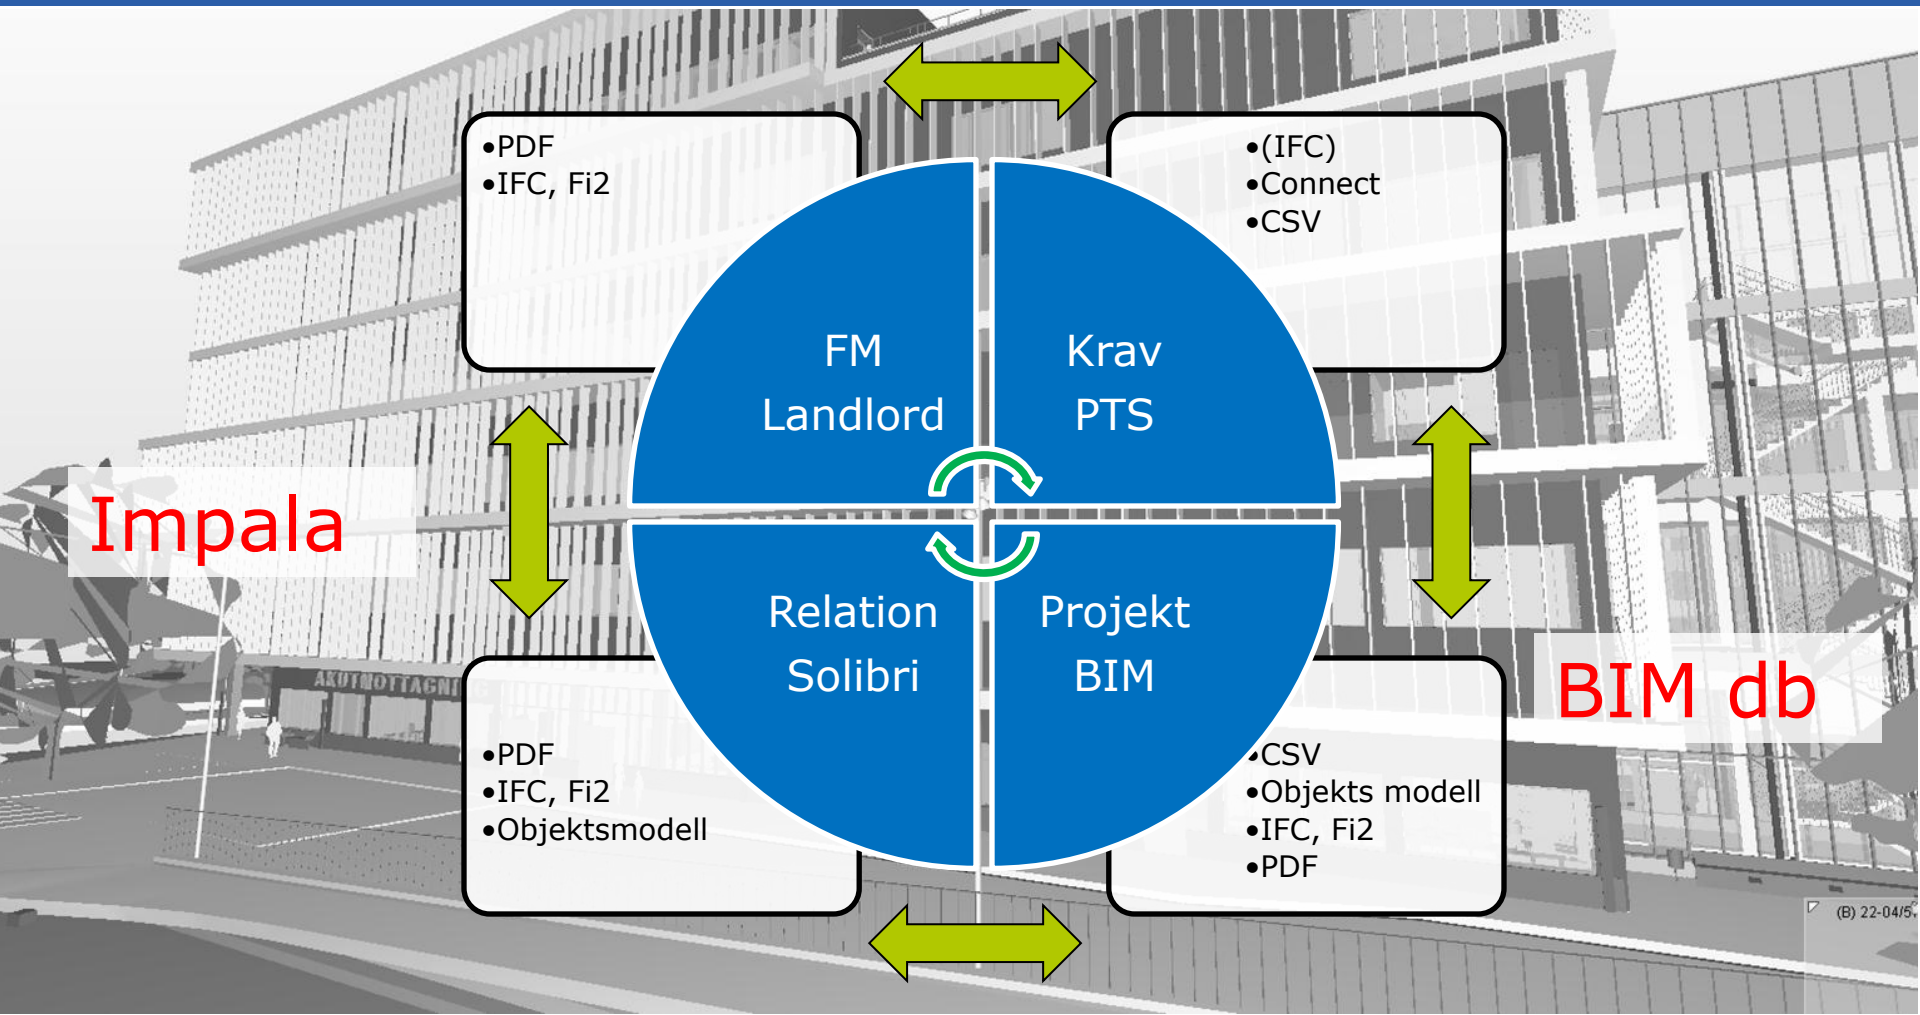 •PDF
•IFC, Fi2
•(IFC)
•Connect
•CSV
FM
Landlord
Krav
PTS
Impala
Relation
Solibri
Projekt
BIM
BIM db
AKUTMOTTAGNING
•PDF
•IFC, Fi2
•Objektsmodell
•CSV
•Objekts modell
•IFC, Fi2
•PDF